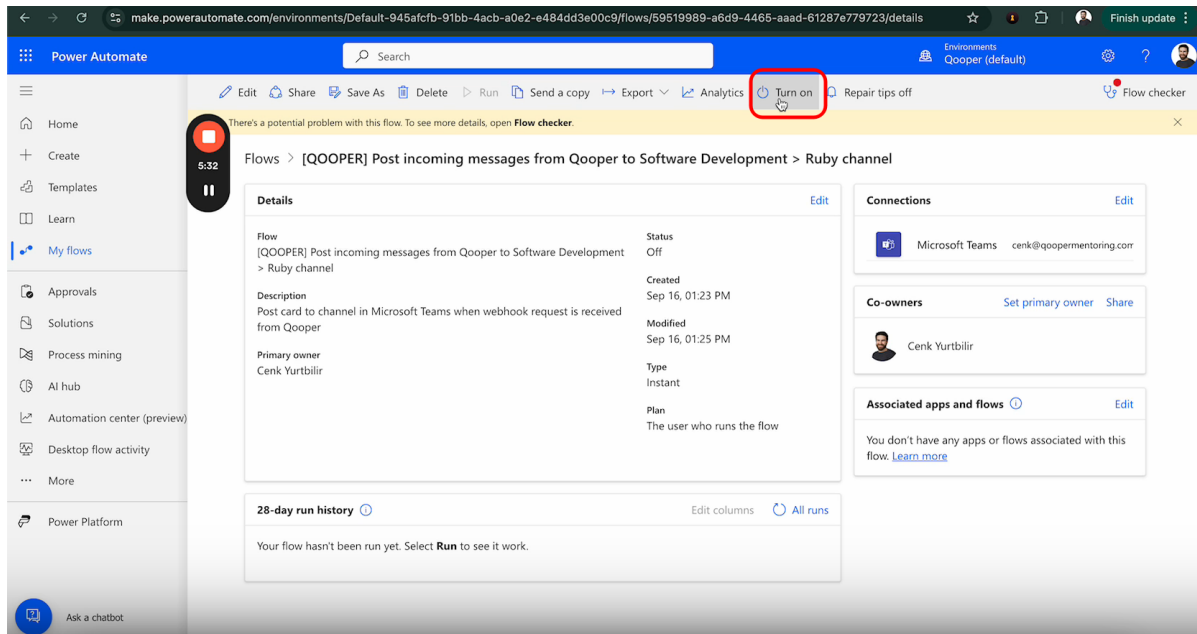 make.powerautomate.com/environments/Default-945afcfb-91bb-4acb-a0e2-e484dd3e00c9/flows/59519989-a6d9-4465-aaad-61287e779723/details
Finish update
Power Automate
Search
Environments
Qooper (default)
Edit Share Save As Delete Run Send a copy Export Analytics Turn on Repair tips off Flow checker
There's a potential problem with this flow. To see more details, open Flow checker.
Home
Create
Templates
Learn
My flows
Approvals
Solutions
Process mining
AI hub
Automation center (preview)
Desktop flow activity
More
Power Platform
Ask a chatbot
5:32
Flows > [QOOPER] Post incoming messages from Qooper to Software Development > Ruby channel
Details Edit
Flow
[QOOPER] Post incoming messages from Qooper to Software Development
> Ruby channel
Description
Post card to channel in Microsoft Teams when webhook request is received
from Qooper
Primary owner
Cenk Yurtbilir
Status
Off
Created
Sep 16, 01:23 PM
Modified
Sep 16, 01:25 PM
Type
Instant
Plan
The user who runs the flow
Connections Edit
Microsoft Teams cenk@qoopermentoring.com
Co-owners Set primary owner Share
Cenk Yurtbilir
Associated apps and flows Edit
You don't have any apps or flows associated with this
flow. Learn more
28-day run history Edit columns All runs
Your flow hasn't been run yet. Select Run to see it work.